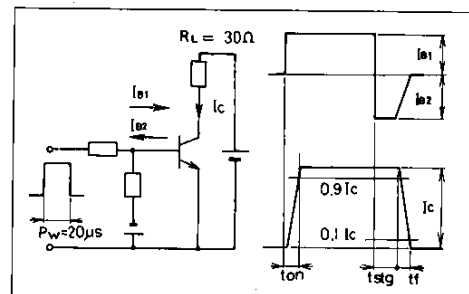 RL = 30Ω
IB1
IB2
Ic
PW=20µs
IB1
IB2
0,9 Ic
0,1 Ic
Ic
ton
tstg
tf